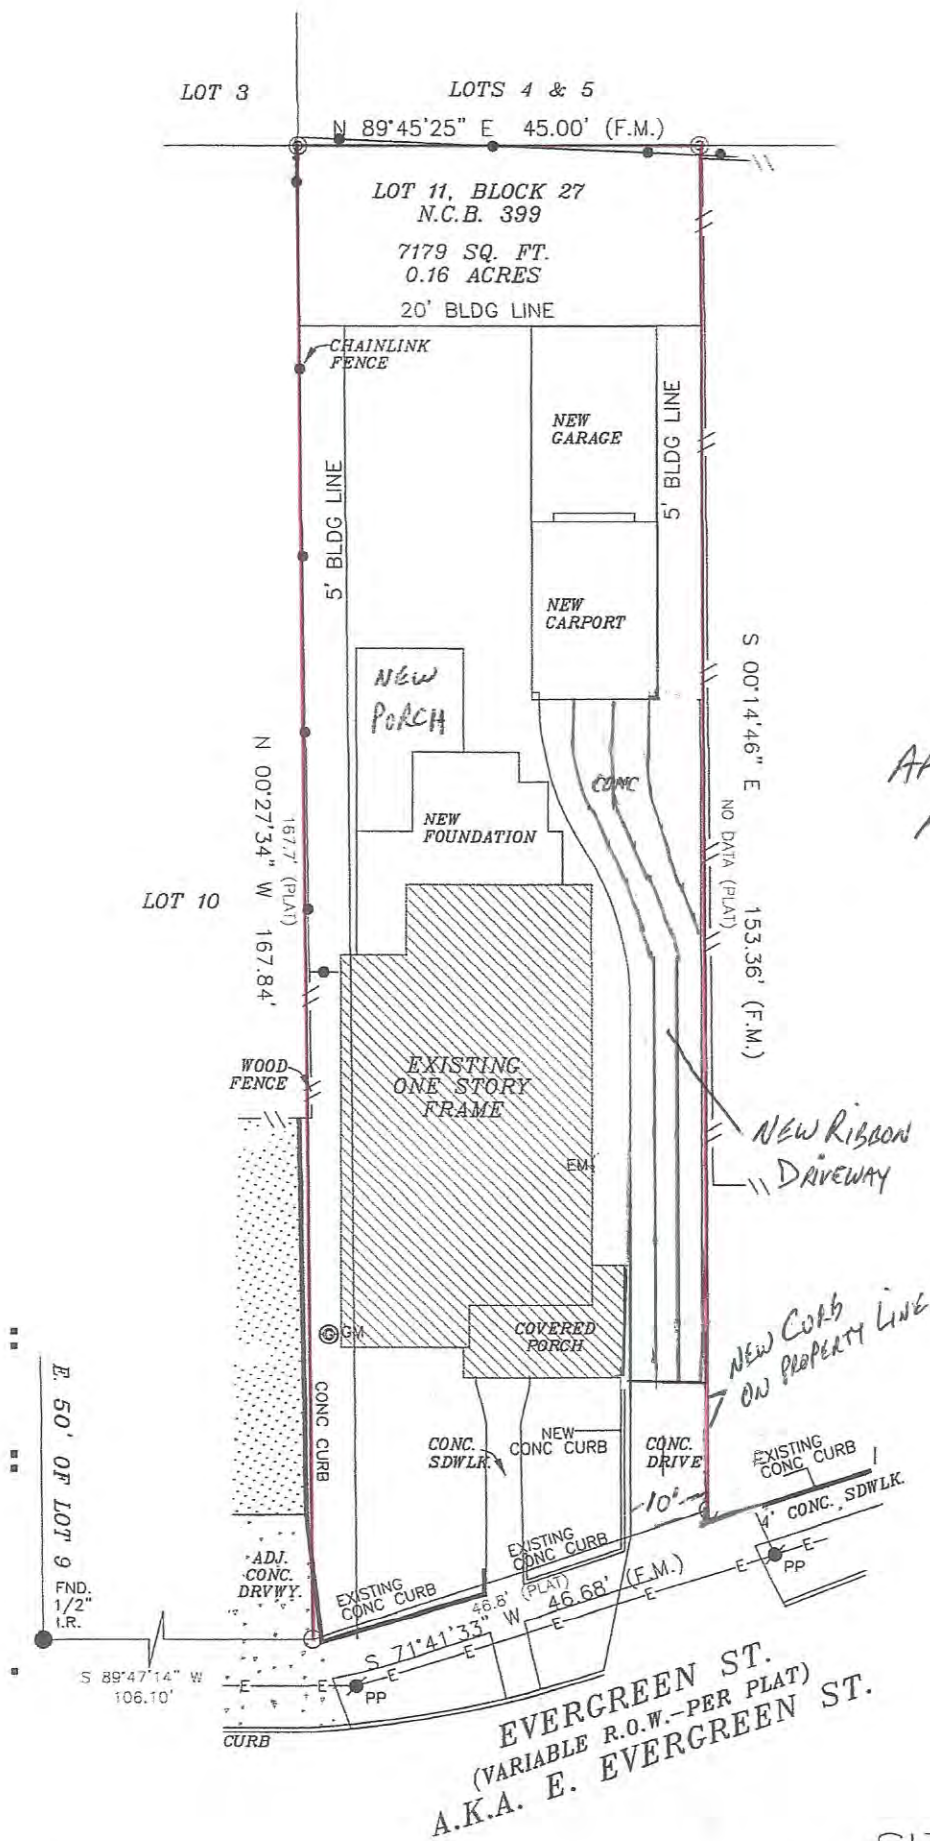 LOT 3
LOTS 4 & 5
N 89°45'25" E 45.00' (F.M.)
LOT 11, BLOCK 27
N.C.B. 399
7179 SQ. FT.
0.16 ACRES
20' BLDG LINE
CHAINLINK
FENCE
5' BLDG LINE
NEW
GARAGE
5' BLDG LINE
NEW
CARPORT
NEW
PORCH
S 00°14'46" E 153.36' (F.M.)
NO DATA (PLAT)
CONC
NEW
FOUNDATION
N 00°27'34" W 167.84'
167.7' (PLAT)
LOT 10
WOOD
FENCE
EXISTING
ONE STORY
FRAME
EM
NEW RIBBON
DRIVEWAY
GM
COVERED
PORCH
NEW CURB
ON PROPERTY LINE
CONC CURB
E. 50' OF LOT 9
CONC.
SDWLK.
NEW
CONC CURB
CONC.
DRIVE
10'
EXISTING
CONC CURB
4' CONC. SDWLK.
ADJ.
CONC.
DRVWY.
EXISTING
CONC CURB
EXISTING
CONC CURB
46.8' (PLAT)
S 71°41'33" W 46.68' (F.M.)
FND.
1/2"
I.R.
S 89°47'14" W
106.10'
E
E
PP
E
E
E
E
E
PP
E
CURB
EVERGREEN ST.
(VARIABLE R.O.W.-PER PLAT)
A.K.A. E. EVERGREEN ST.